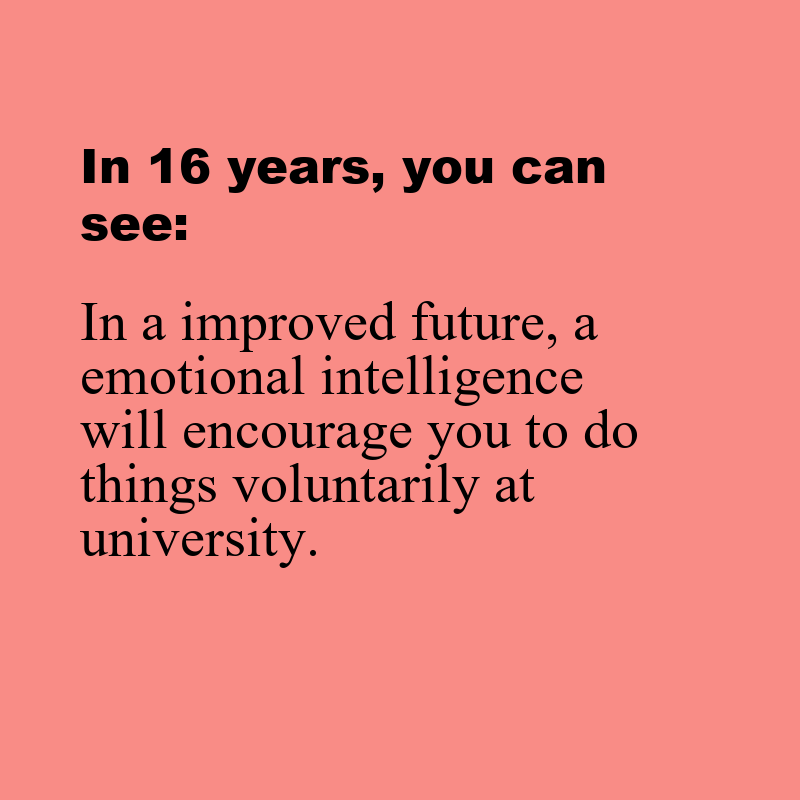 In 16 years, you can
see:
In a improved future, a
emotional intelligence
will encourage you to do
things voluntarily at
university.